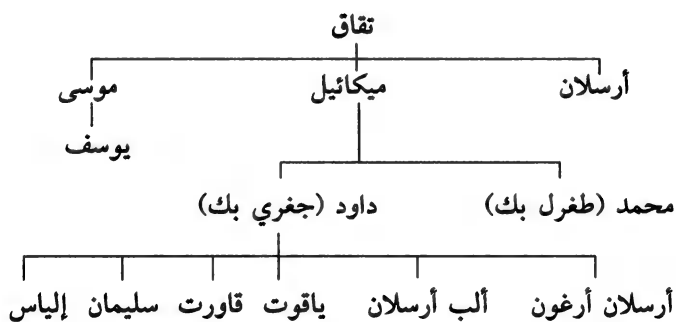 تقاق
أرسلان ميكائيل موسى
يوسف
محمد (طغرل بك) داود (جغري بك)
أرسلان أرغون ألب أرسلان ياقوت قاورت سليمان إلياس